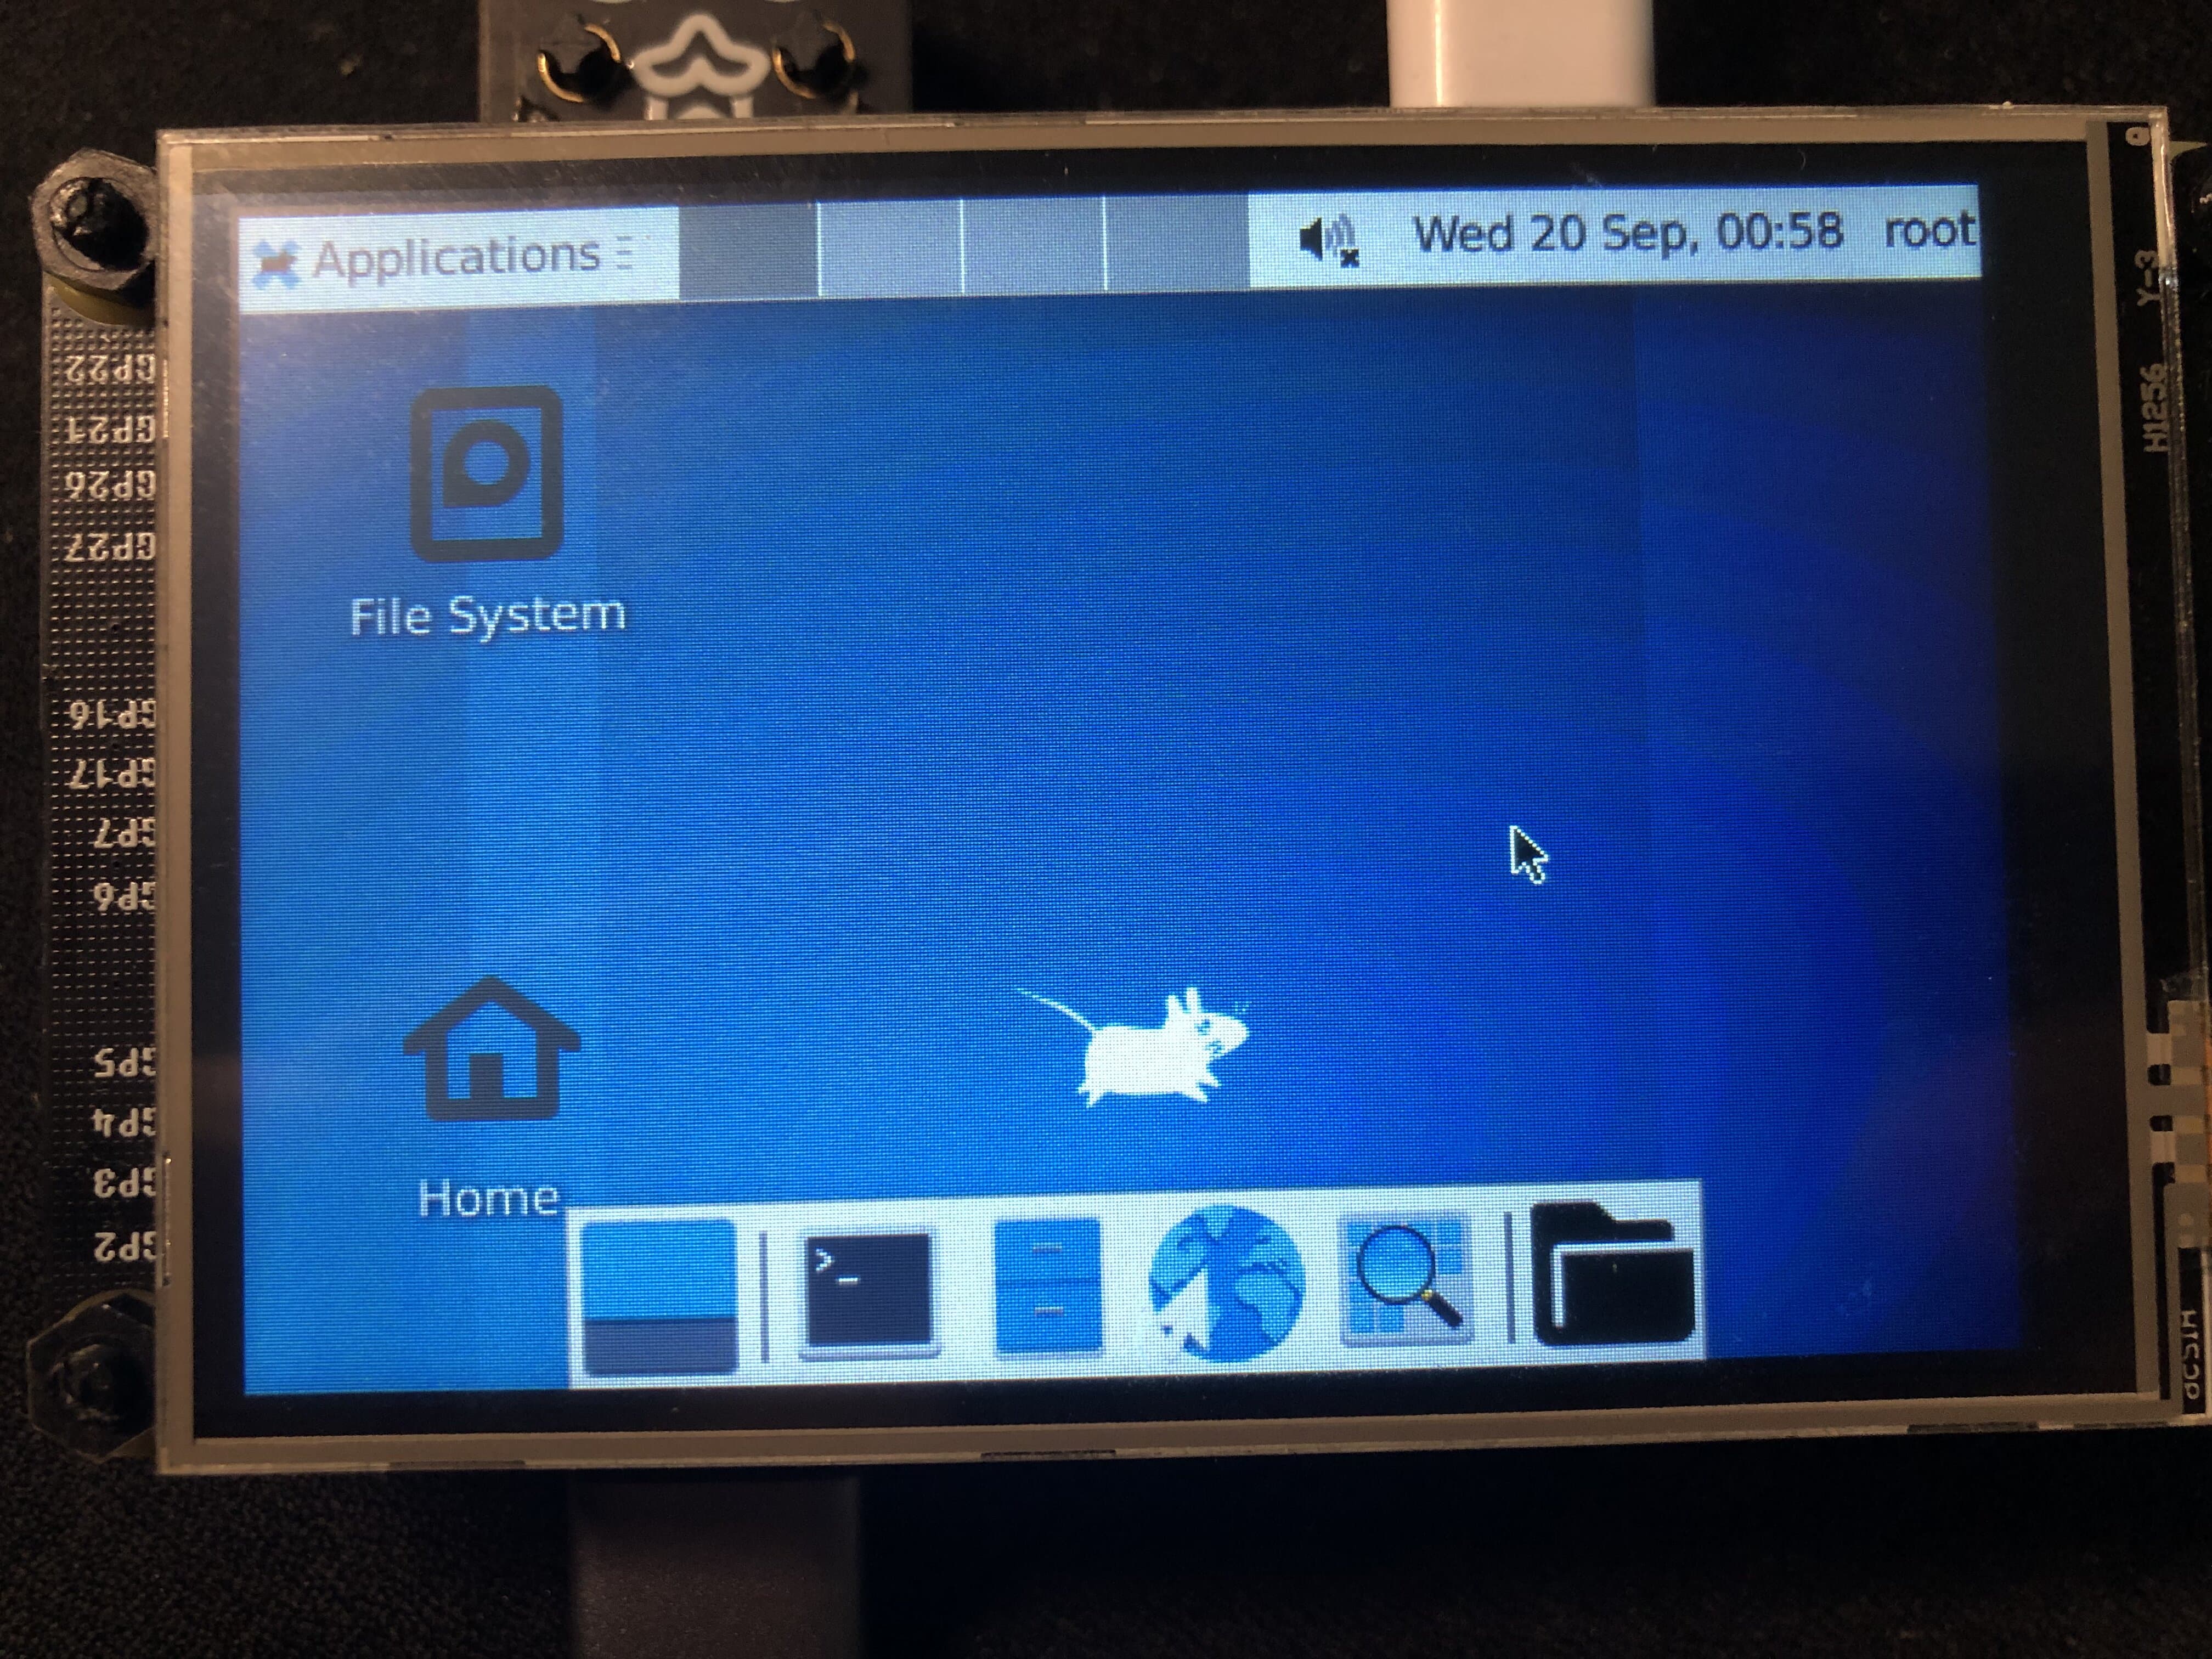 Applications
Wed 20 Sep, 00:58 root
File System
Home
>_
GP22
GP21
GP26
GP27
GP16
GP17
GP7
GP6
GP5
GP4
GP3
GP2
H1256 Y-3